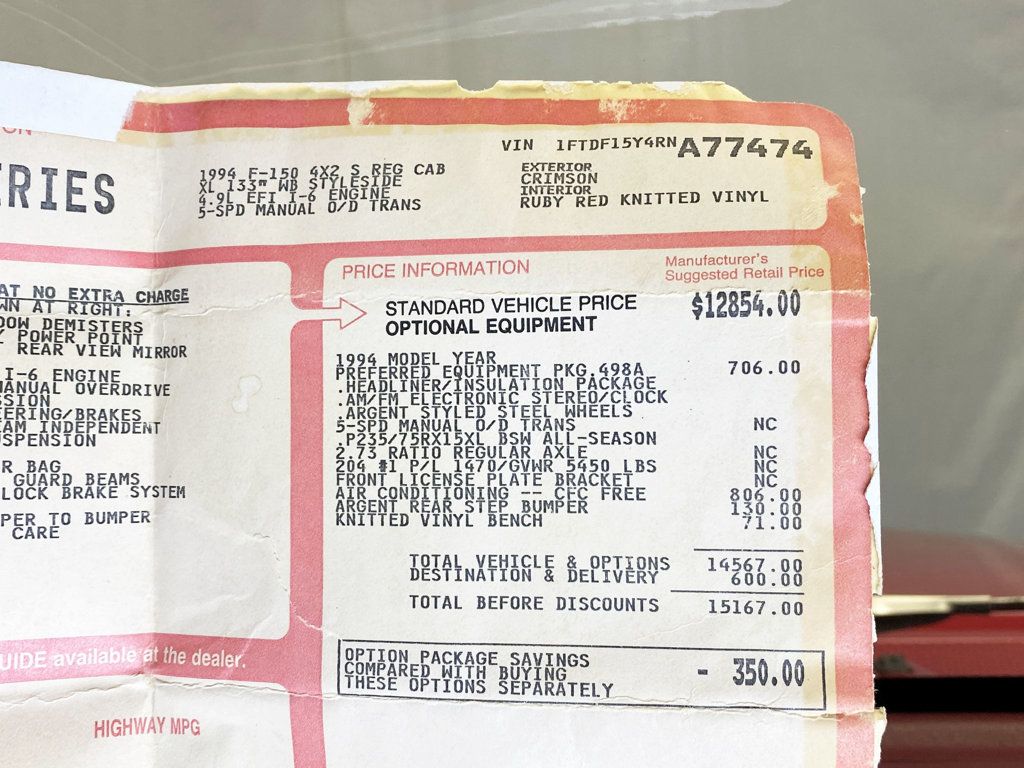 VIN 1FTDF15Y4RNA77474
1994 F-150 4X2 S REG CAB
XL 133" WB STYLESIDE
4.9L EFI I-6 ENGINE
5-SPD MANUAL O/D TRANS
EXTERIOR
CRIMSON
INTERIOR
RUBY RED KNITTED VINYL
RIES
AT NO EXTRA CHARGE
WN AT RIGHT:
DOW DEMISTERS
POWER POINT
REAR VIEW MIRROR
I-6 ENGINE
ANUAL OVERDRIVE
SSION
ERING/BRAKES
EAM INDEPENDENT
USPENSION
R BAG
GUARD BEAMS
LOCK BRAKE SYSTEM
PER TO BUMPER
CARE
UIDE available at the dealer.
HIGHWAY MPG
PRICE INFORMATION
Manufacturer's
Suggested Retail Price
STANDARD VEHICLE PRICE $12854.00
OPTIONAL EQUIPMENT
1994 MODEL YEAR
PREFERRED EQUIPMENT PKG.498A 706.00
.HEADLINER/INSULATION PACKAGE
.AM/FM ELECTRONIC STEREO/CLOCK
.ARGENT STYLED STEEL WHEELS
5-SPD MANUAL O/D TRANS NC
.P235/75RX15XL BSW ALL-SEASON
2.73 RATIO REGULAR AXLE NC
204 #1 P/L 1470/GVWR 5450 LBS NC
FRONT LICENSE PLATE BRACKET NC
AIR CONDITIONING -- CFC FREE 806.00
ARGENT REAR STEP BUMPER 130.00
KNITTED VINYL BENCH 71.00
TOTAL VEHICLE & OPTIONS 14567.00
DESTINATION & DELIVERY 600.00
TOTAL BEFORE DISCOUNTS 15167.00
OPTION PACKAGE SAVINGS
COMPARED WITH BUYING - 350.00
THESE OPTIONS SEPARATELY